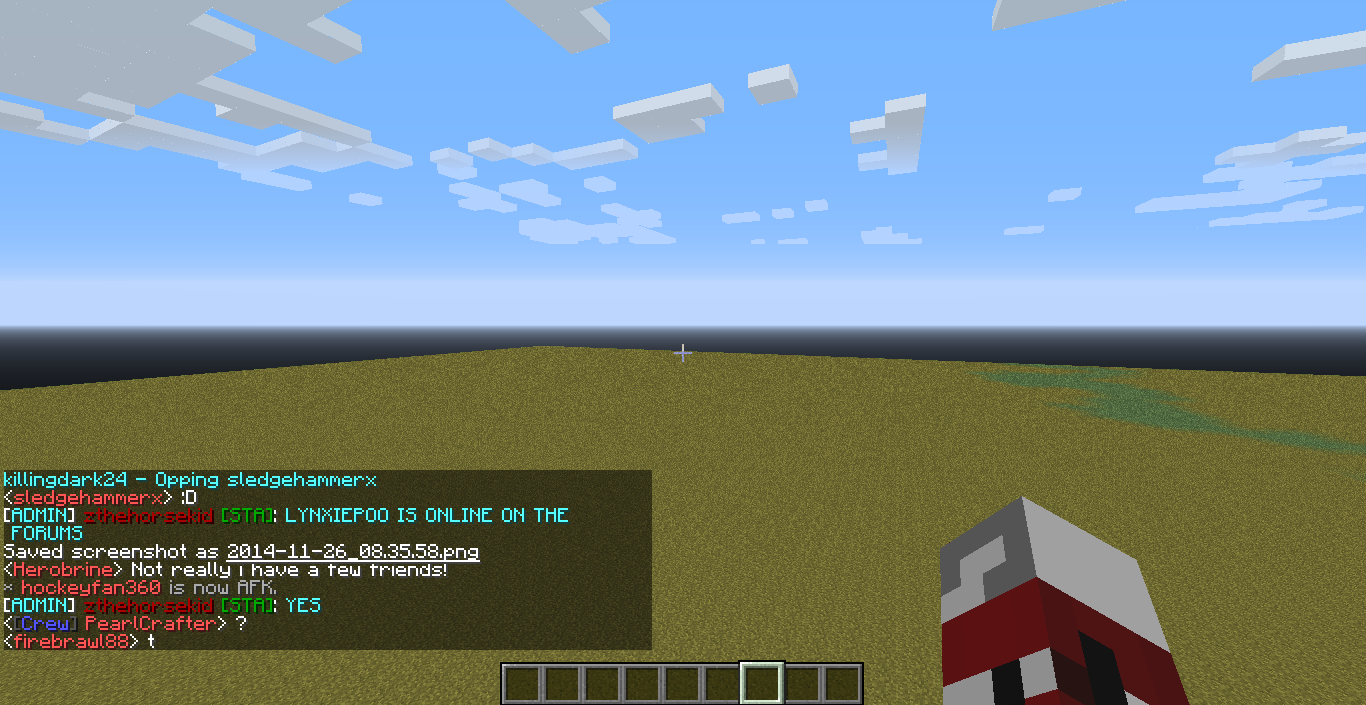 killingdark24 - Opping sledgehammerx
<sledgehammerx> :D
[ADMIN] zthehorsekid [STA]: LYNXIEPOO IS ONLINE ON THE
FORUMS
Saved screenshot as 2014-11-26_08.35.58.png
<Herobrine> Not really i have a few friends!
* hockeyfan360 is now AFK.
[ADMIN] zthehorsekid [STA]: YES
<[Crew] PearlCrafter> ?
<firebrawl88> t